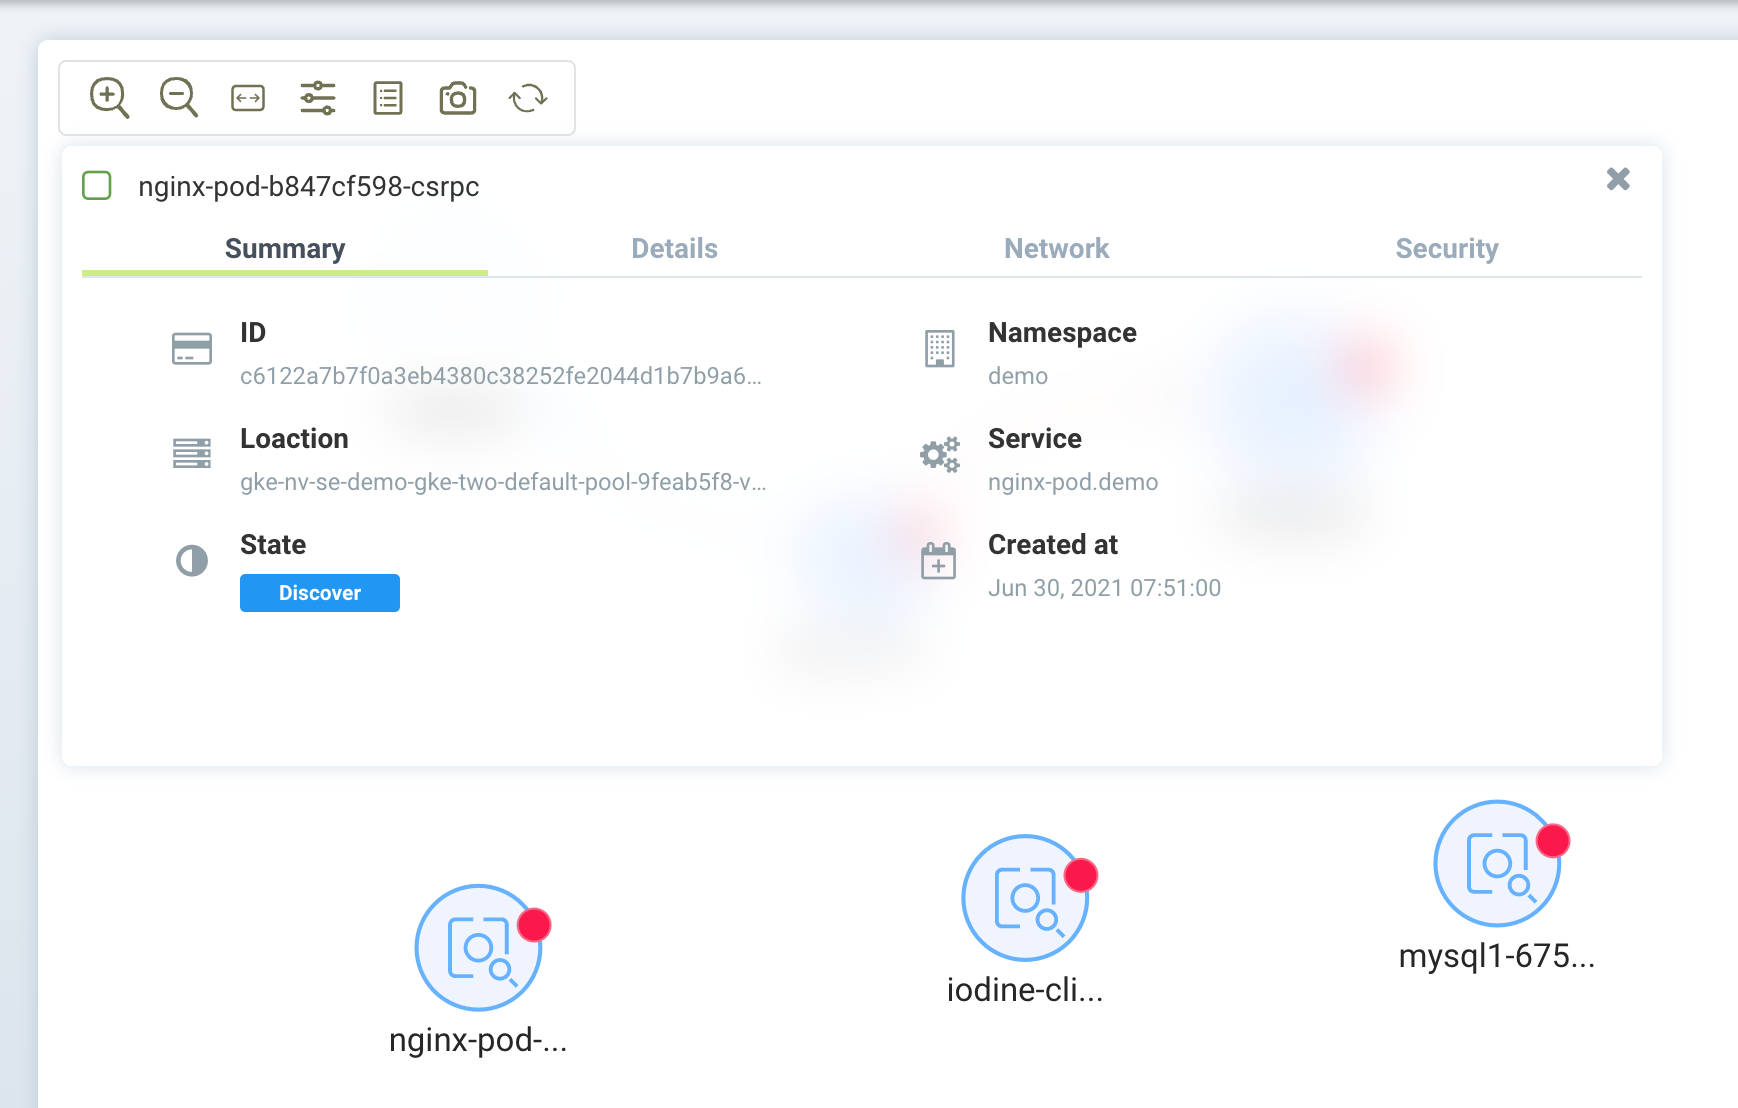 nginx-pod-b847cf598-csrpc
Summary Details Network Security
ID
c6122a7b7f0a3eb4380c38252fe2044d1b7b9a6...
Namespace
demo
Loaction
gke-nv-se-demo-gke-two-default-pool-9feab5f8-v...
Service
nginx-pod.demo
State
Discover
Created at
Jun 30, 2021 07:51:00
mysql1-675...
iodine-cli...
nginx-pod-...